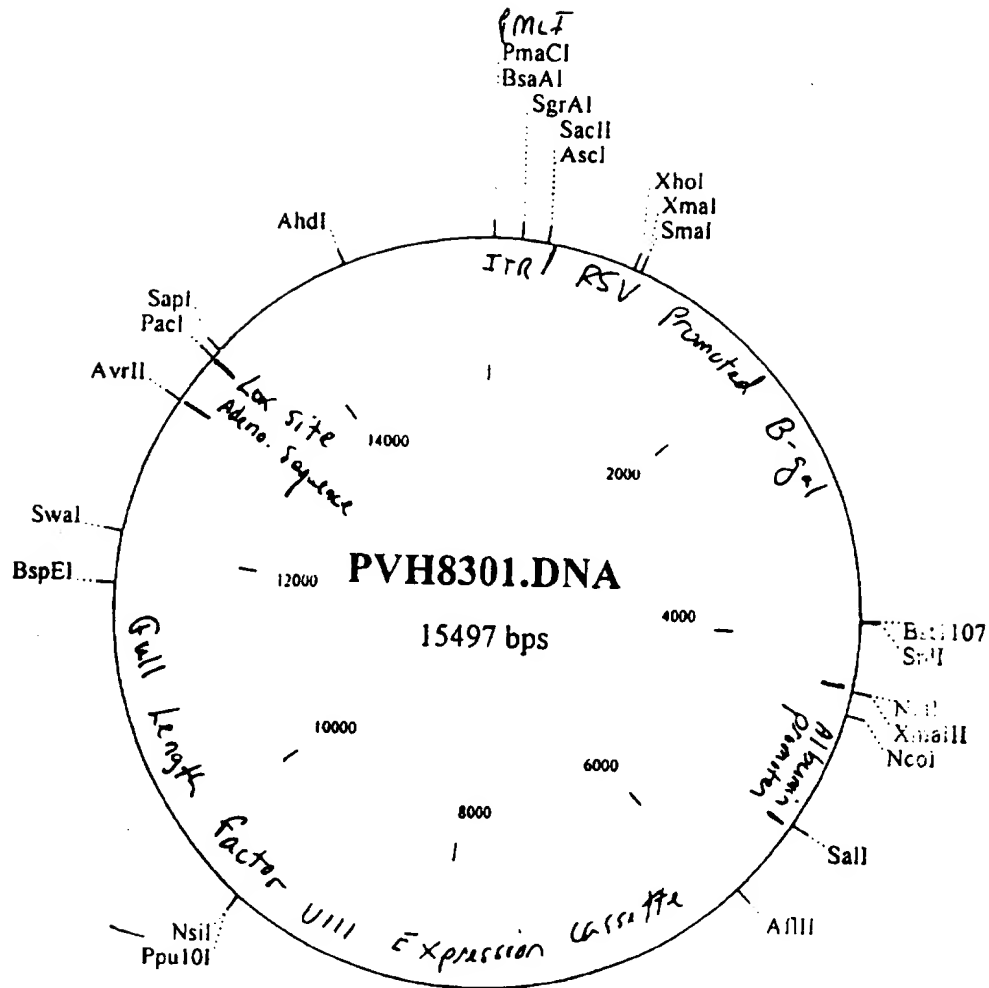 PmlI
PmaCI
BsaAI
SgrAI
SacII
AscI
XhoI
XmaI
SmaI
AhdI
SapI
PacI
AvrII
SwaI
BspEI
ITR
RSV Promoted B-gal
Lox site
Adeno. Sequence
14000
2000
12000
4000
PVH8301.DNA
15497 bps
10000
6000
8000
XmaIII
NcoI
Albumin
promoter
SalI
AflII
Full Length Factor VIII Expression Cassette
NsiI
Ppu10I